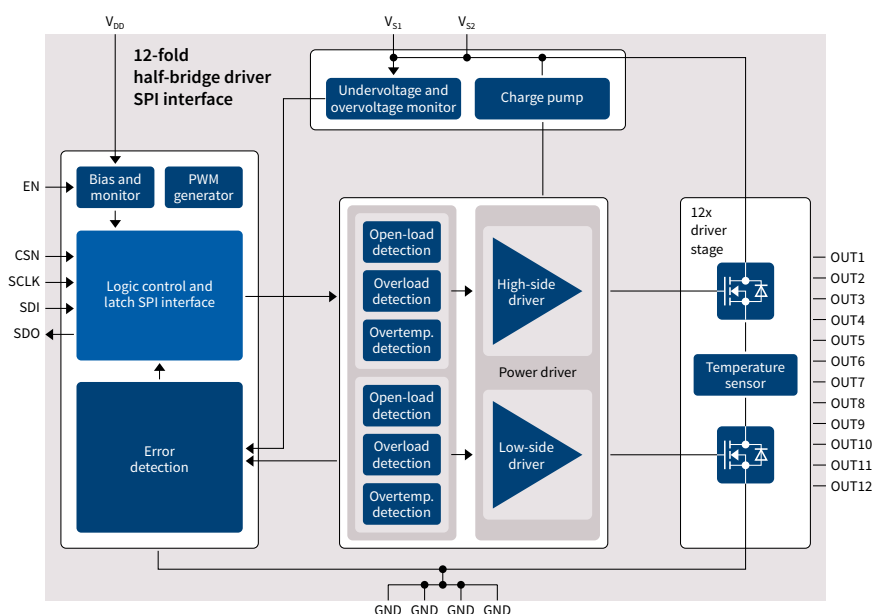 VDD
VS1
VS2
12-fold
half-bridge driver
SPI interface
Undervoltage and
overvoltage monitor
Charge pump
EN
Bias and
monitor
PWM
generator
CSN
SCLK
SDI
SDO
Logic control and
latch SPI interface
Error
detection
Open-load
detection
Overload
detection
Overtemp.
detection
High-side
driver
Power driver
Open-load
detection
Overload
detection
Overtemp.
detection
Low-side
driver
12x
driver
stage
Temperature
sensor
OUT1
OUT2
OUT3
OUT4
OUT5
OUT6
OUT7
OUT8
OUT9
OUT10
OUT11
OUT12
GND GND GND GND